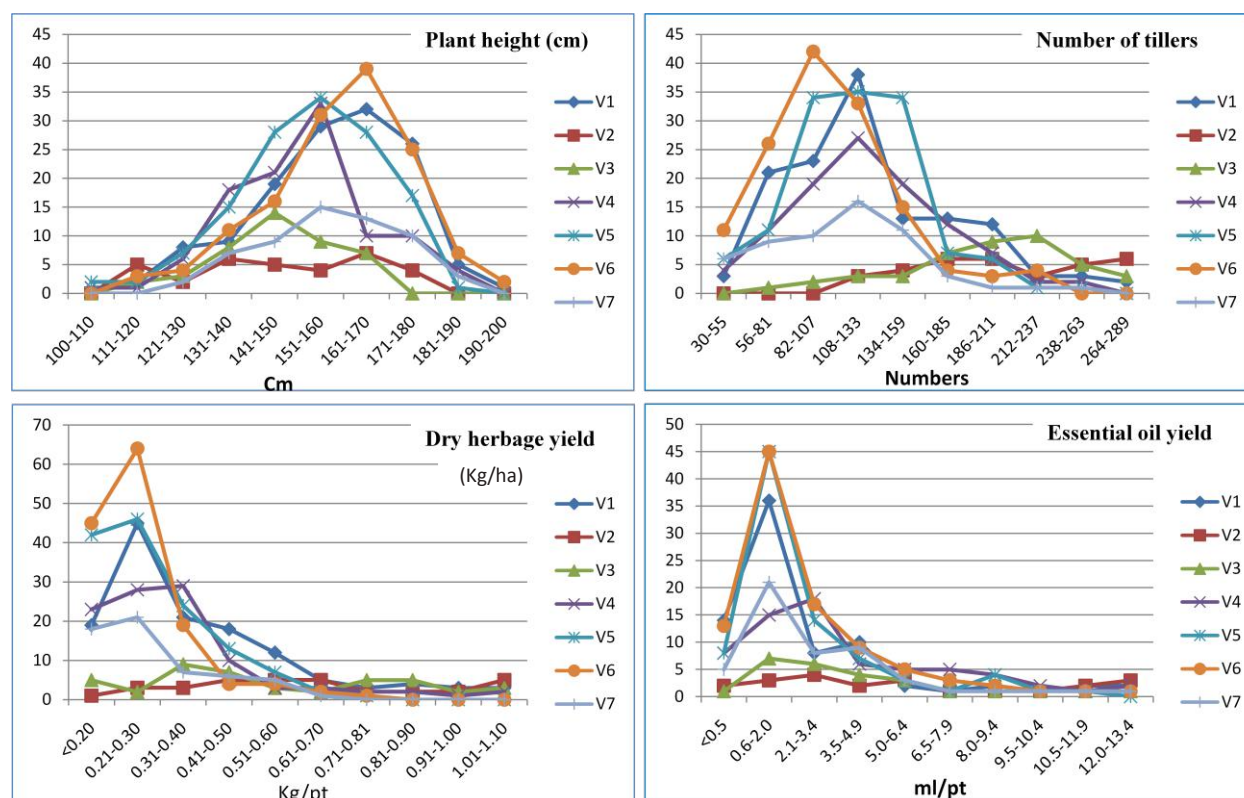 Plant height (cm)
45
40
35
30
25
20
15
10
5
0
100-110
111-120
121-130
131-140
141-150
151-160
161-170
171-180
181-190
190-200
Cm
V1
V2
V3
V4
V5
V6
V7
Number of tillers
45
40
35
30
25
20
15
10
5
0
30-55
56-81
82-107
108-133
134-159
160-185
186-211
212-237
238-263
264-289
Numbers
V1
V2
V3
V4
V5
V6
V7
Dry herbage yield
(Kg/ha)
70
60
50
40
30
20
10
0
<0.20
0.21-0.30
0.31-0.40
0.41-0.50
0.51-0.60
0.61-0.70
0.71-0.81
0.81-0.90
0.91-1.00
1.01-1.10
Kg/pt
V1
V2
V3
V4
V5
V6
V7
Essential oil yield
50
45
40
35
30
25
20
15
10
5
0
<0.5
0.6-2.0
2.1-3.4
3.5-4.9
5.0-6.4
6.5-7.9
8.0-9.4
9.5-10.4
10.5-11.9
12.0-13.4
ml/pt
V1
V2
V3
V4
V5
V6
V7